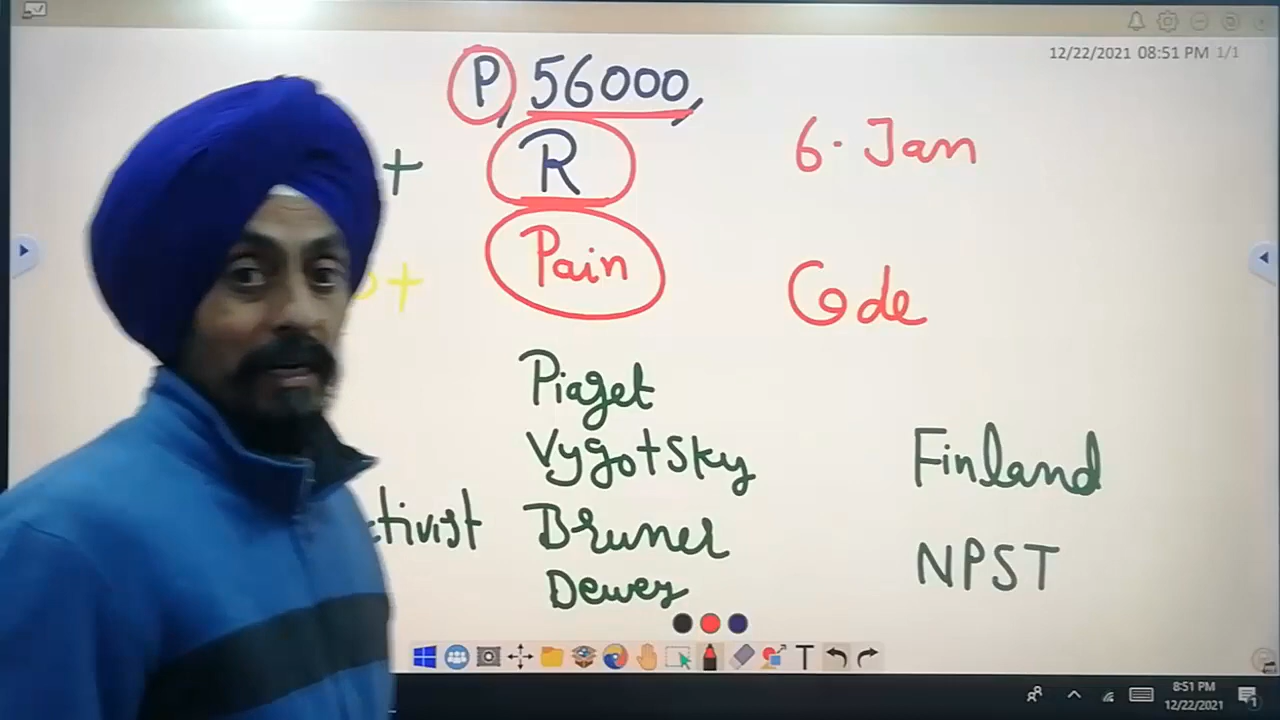 12/22/2021 08:51 PM 1/1
P, 56000,
+ R
6. Jan
+ Pain
Code
Piaget
Vygotsky
Finland
ctivist Bruner
NPST
Dewey
T
8:51 PM
12/22/2021
1